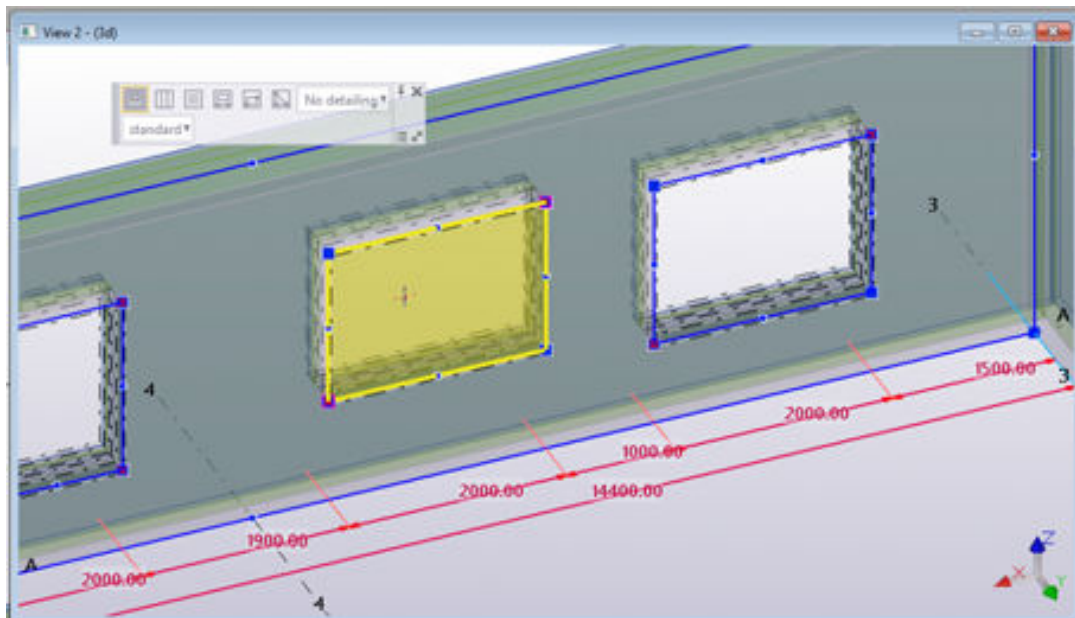 View 2 - (3d)
No detailing
standard
3
A
3
1500.00
2000.00
1000.00
14400.00
2000.00
1900.00
2000.00
4
4
A
Z
X
Y